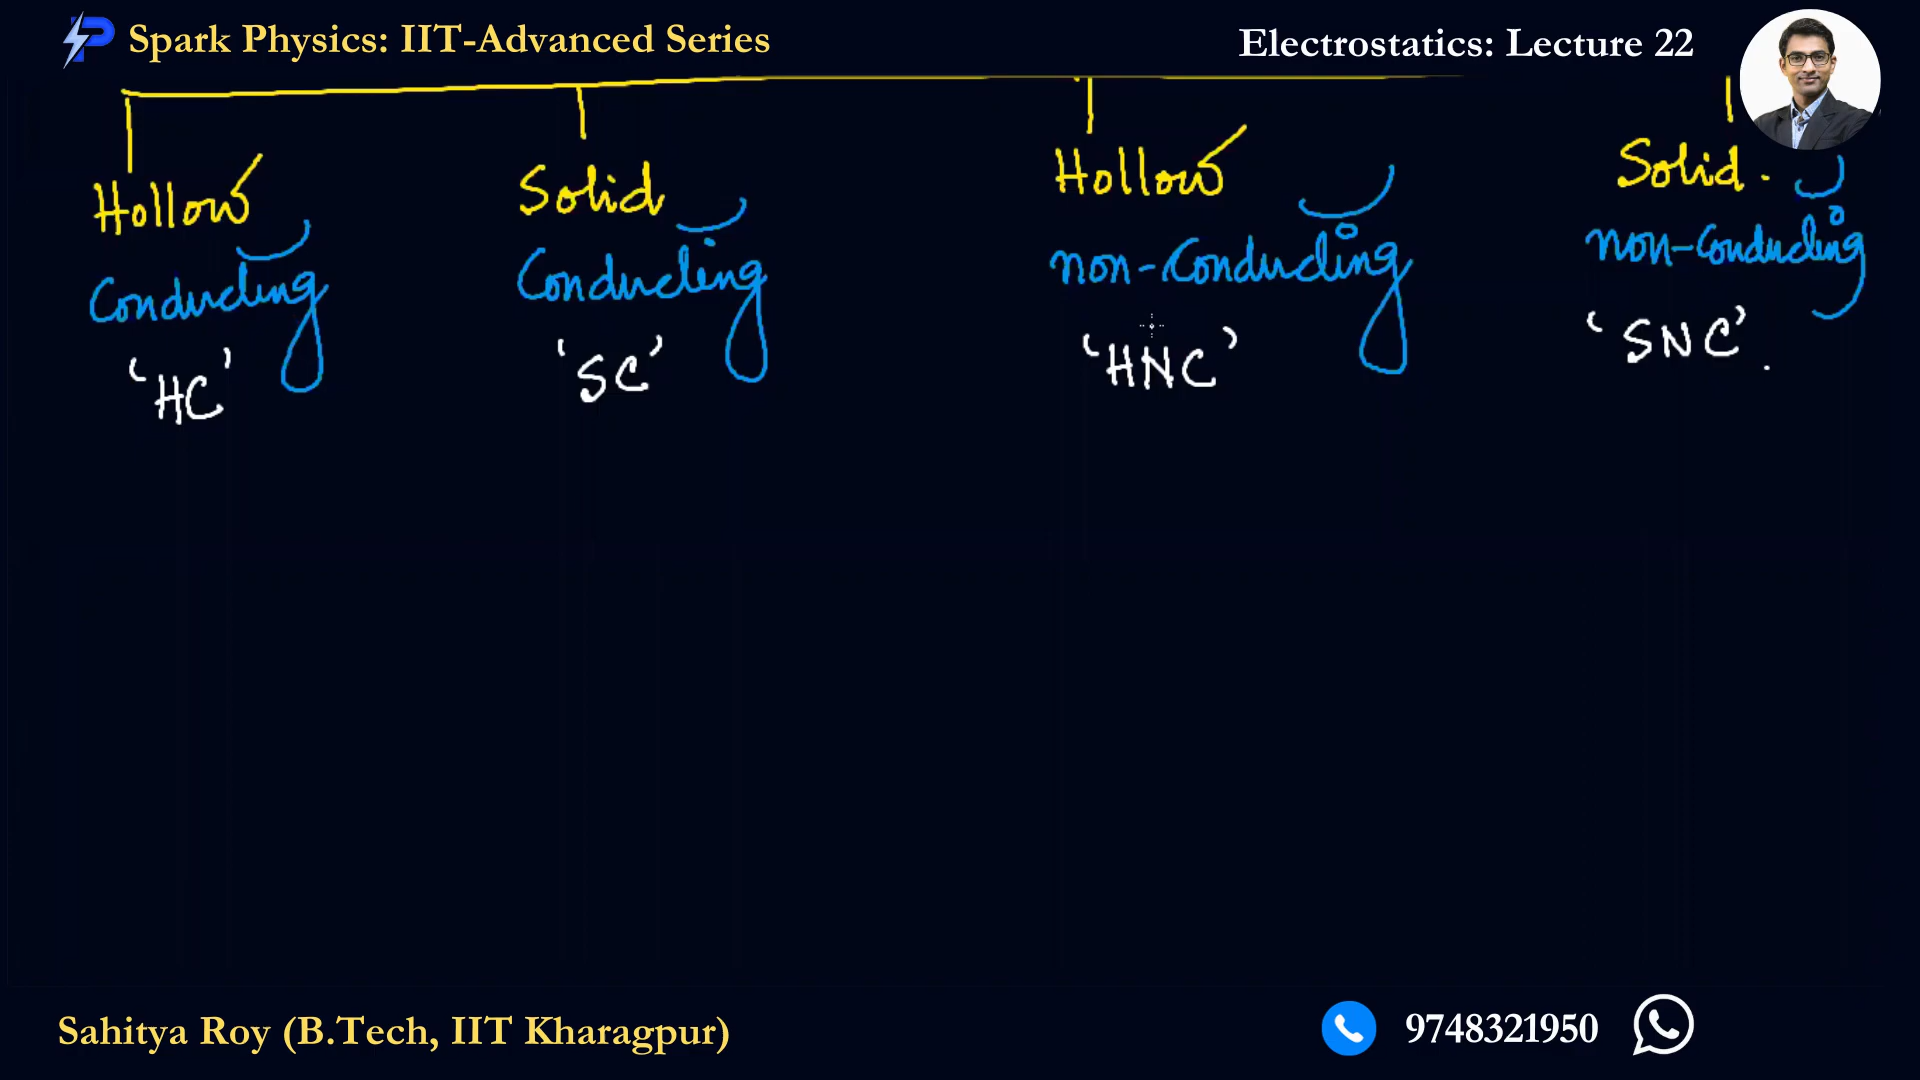 Spark Physics: IIT-Advanced Series
Electrostatics: Lecture 22
Hollow
Conducting
'HC'
Solid
Conducting
'SC'
Hollow
non-Conducting
'HNC'
Solid.
non-Conducting
'SNC'.
Sahitya Roy (B.Tech, IIT Kharagpur)
9748321950